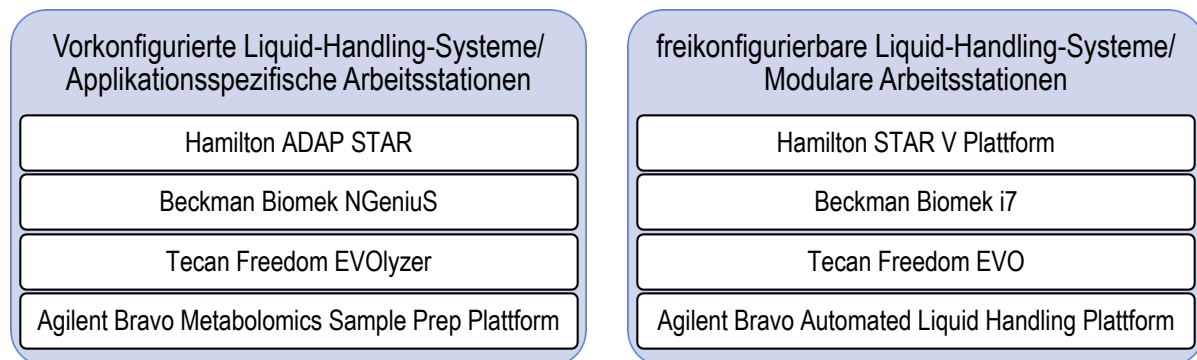 Vorkonfigurierte Liquid-Handling-Systeme/
Applikationsspezifische Arbeitsstationen
Hamilton ADAP STAR
Beckman Biomek NGeniuS
Tecan Freedom EVOlyzer
Agilent Bravo Metabolomics Sample Prep Plattform
freikonfigurierbare Liquid-Handling-Systeme/
Modulare Arbeitsstationen
Hamilton STAR V Plattform
Beckman Biomek i7
Tecan Freedom EVO
Agilent Bravo Automated Liquid Handling Plattform